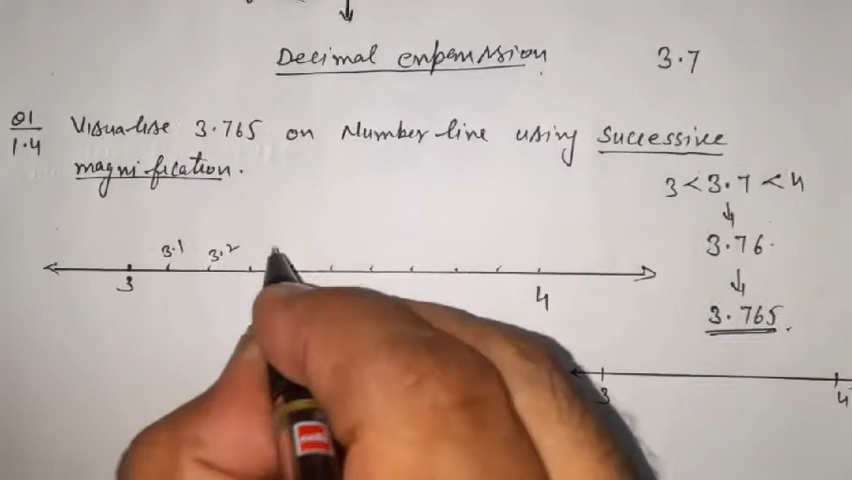 Decimal enpanssion
3.7
Q1
1.4
Visualise 3.765 on Number line using Successive
magnification.
3 < 3.7 < 4
3.76.
3.765.
3.1 3.2
3 4
3 4